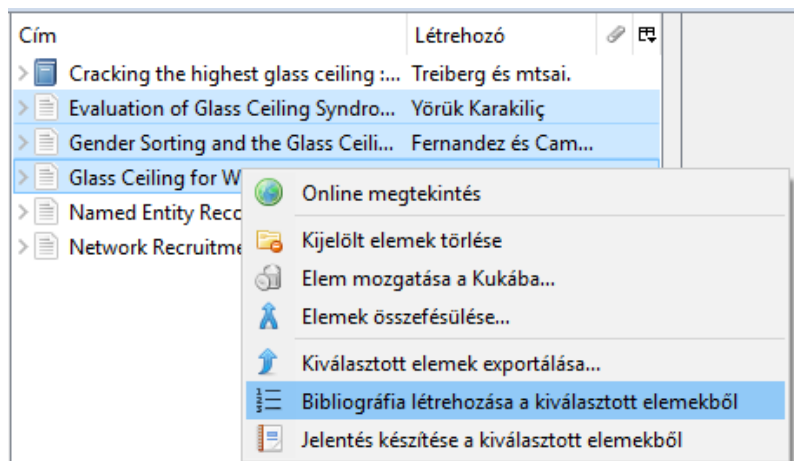 Cím Létrehozó
Cracking the highest glass ceiling :... Treiberg és mtsai.
Evaluation of Glass Ceiling Syndro... Yörük Karakiliç
Gender Sorting and the Glass Ceili... Fernandez és Cam...
Glass Ceiling for W
Named Entity Reco
Network Recruitme
Online megtekintés
Kijelölt elemek törlése
Elem mozgatása a Kukába...
Elemek összefésülése...
Kiválasztott elemek exportálása...
Bibliográfia létrehozása a kiválasztott elemekből
Jelentés készítése a kiválasztott elemekből